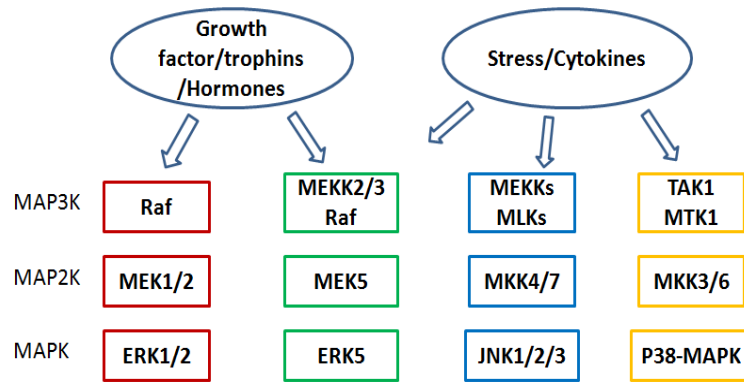 Growth
factor/trophins
/Hormones
Stress/Cytokines
MAP3K
Raf
MEKK2/3
Raf
MEKKs
MLKs
TAK1
MTK1
MAP2K
MEK1/2
MEK5
MKK4/7
MKK3/6
MAPK
ERK1/2
ERK5
JNK1/2/3
P38-MAPK